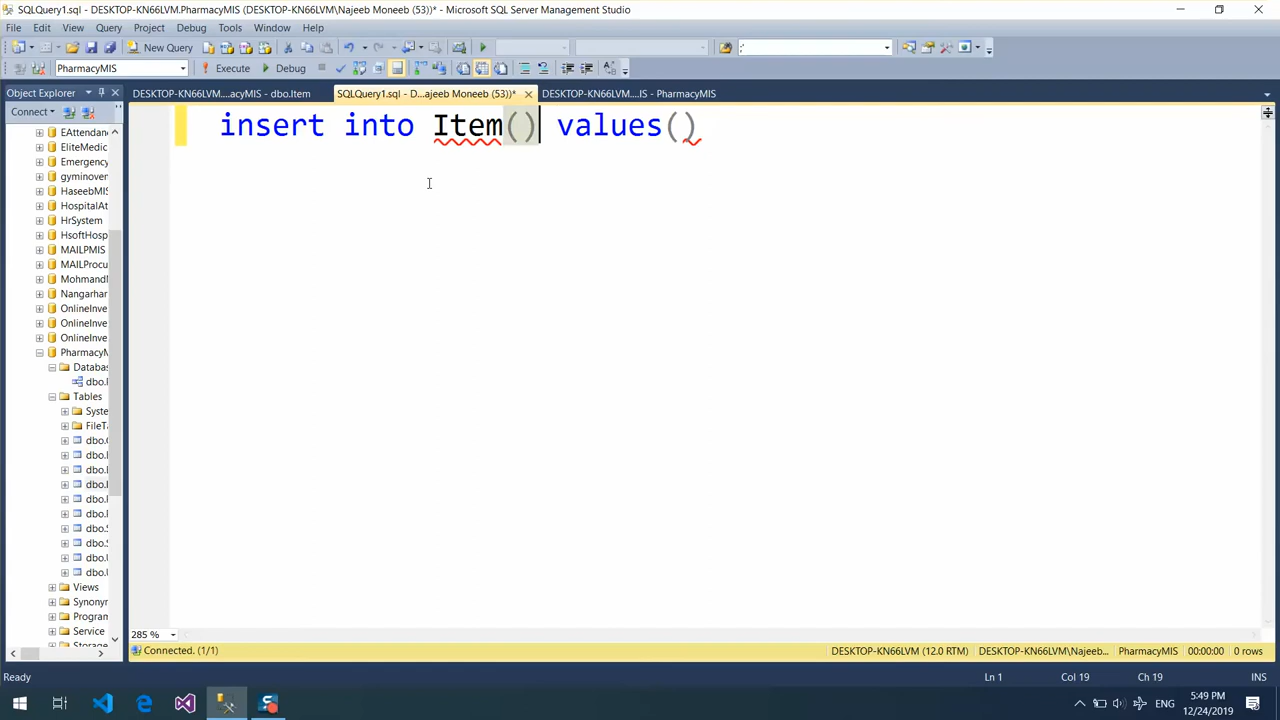 SQLQuery1.sql - DESKTOP-KN66LVM.PharmacyMIS (DESKTOP-KN66LVM\Najeeb Moneeb (53))* - Microsoft SQL Server Management Studio
File Edit View Query Project Debug Tools Window Help
New Query
PharmacyMIS Execute Debug
Object Explorer
DESKTOP-KN66LVM....acyMIS - dbo.Item
SQLQuery1.sql - D...ajeeb Moneeb (53))*
DESKTOP-KN66LVM....IS - PharmacyMIS
Connect
insert into Item() values()
EAttendan
EliteMedic
Emergency
gyminoven
HaseebMIS
HospitalAt
HrSystem
HsoftHosp
MAILPMIS
MAILProcu
Mohmand
Nangarhar
OnlineInve
OnlineInve
OnlineInve
PharmacyM
Databas
dbo.
Tables
Syste
FileTa
dbo.
dbo.
dbo.
dbo.
dbo.
dbo.
dbo.S
dbo.S
dbo.U
dbo.U
Views
Synonym
Program
Service
Storage
285 %
Connected. (1/1)
DESKTOP-KN66LVM (12.0 RTM) DESKTOP-KN66LVM\Najeeb... PharmacyMIS 00:00:00 0 rows
Ready Ln 1 Col 19 Ch 19 INS
ENG 5:49 PM
12/24/2019